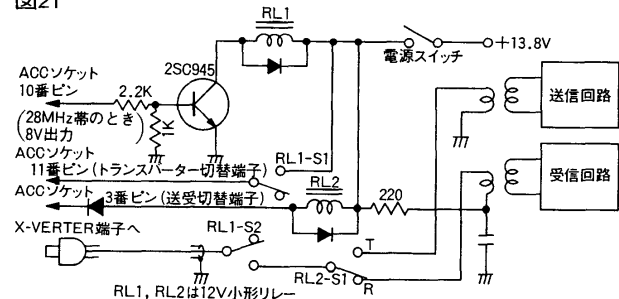 図21
RL1
+13.8V
電源スイッチ
2SC945
ACCソケット
10番ピン
2.2K
(28MHz帯のとき
8V出力)
1K
送信回路
ACCソケット
11番ピン(トランスバーター切替端子)
RL1-S1
受信回路
ACCソケット
3番ピン(送受切替端子)
RL2
220
X-VERTER端子へ
RL1-S2
T
RL2-S1
R
RL1, RL2は12V小形リレー